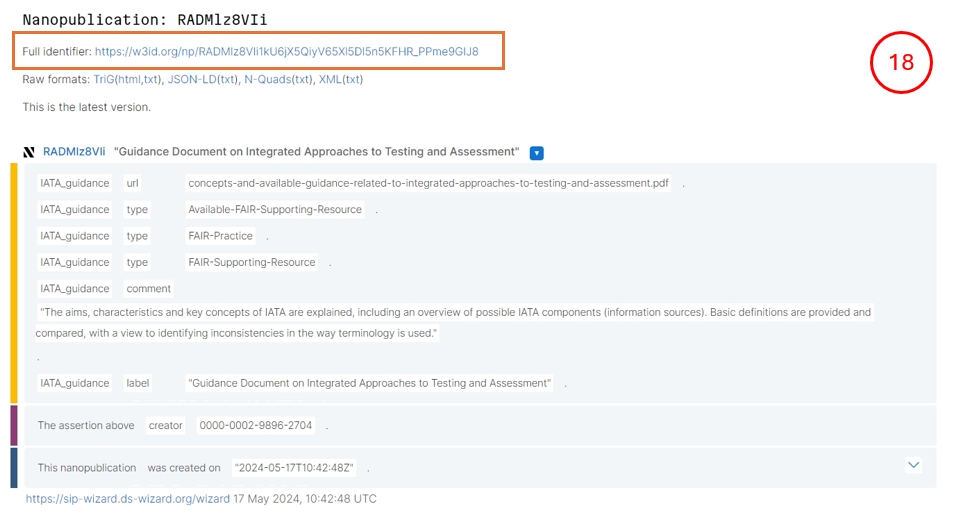 Nanopublication: RADMlz8VIi
Full identifier: https://w3id.org/np/RADMlz8VIi1kU6jX5QiyV65Xl5Dl5n5KFHR_PPme9GIJ8
18
Raw formats: TriG(html,txt), JSON-LD(txt), N-Quads(txt), XML(txt)
This is the latest version.
RADMlz8VIi "Guidance Document on Integrated Approaches to Testing and Assessment"
IATA_guidance url concepts-and-available-guidance-related-to-integrated-approaches-to-testing-and-assessment.pdf .
IATA_guidance type Available-FAIR-Supporting-Resource .
IATA_guidance type FAIR-Practice .
IATA_guidance type FAIR-Supporting-Resource .
IATA_guidance comment
"The aims, characteristics and key concepts of IATA are explained, including an overview of possible IATA components (information sources). Basic definitions are provided and
compared, with a view to identifying inconsistencies in the way terminology is used."
.
IATA_guidance label "Guidance Document on Integrated Approaches to Testing and Assessment" .
The assertion above creator 0000-0002-9896-2704 .
This nanopublication was created on "2024-05-17T10:42:48Z" .
https://sip-wizard.ds-wizard.org/wizard 17 May 2024, 10:42:48 UTC